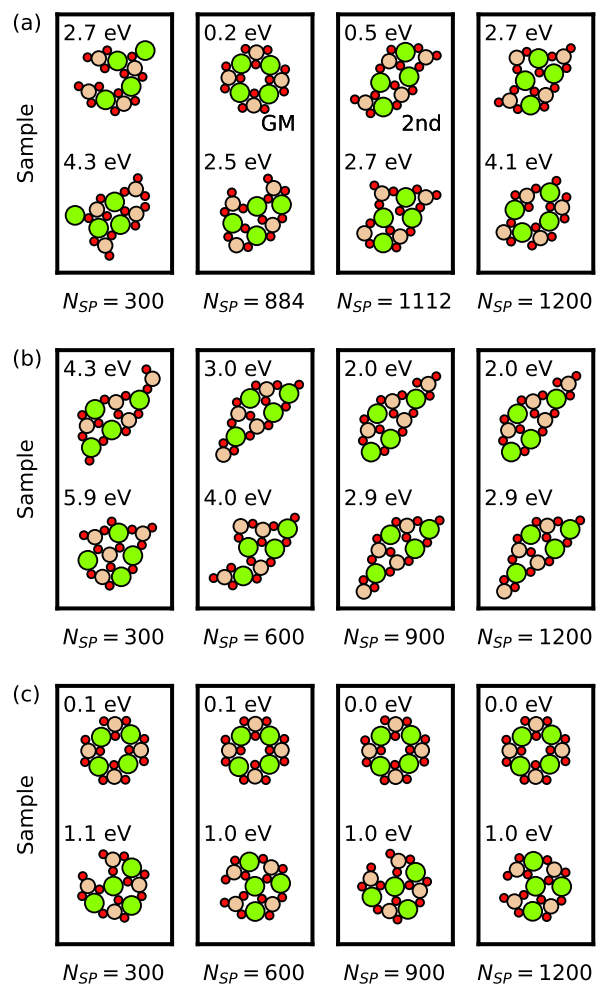 (a)
Sample
2.7 eV 0.2 eV 0.5 eV 2.7 eV
GM 2nd
4.3 eV 2.5 eV 2.7 eV 4.1 eV
N_SP = 300 N_SP = 884 N_SP = 1112 N_SP = 1200
(b)
Sample
4.3 eV 3.0 eV 2.0 eV 2.0 eV
5.9 eV 4.0 eV 2.9 eV 2.9 eV
N_SP = 300 N_SP = 600 N_SP = 900 N_SP = 1200
(c)
Sample
0.1 eV 0.1 eV 0.0 eV 0.0 eV
1.1 eV 1.0 eV 1.0 eV 1.0 eV
N_SP = 300 N_SP = 600 N_SP = 900 N_SP = 1200